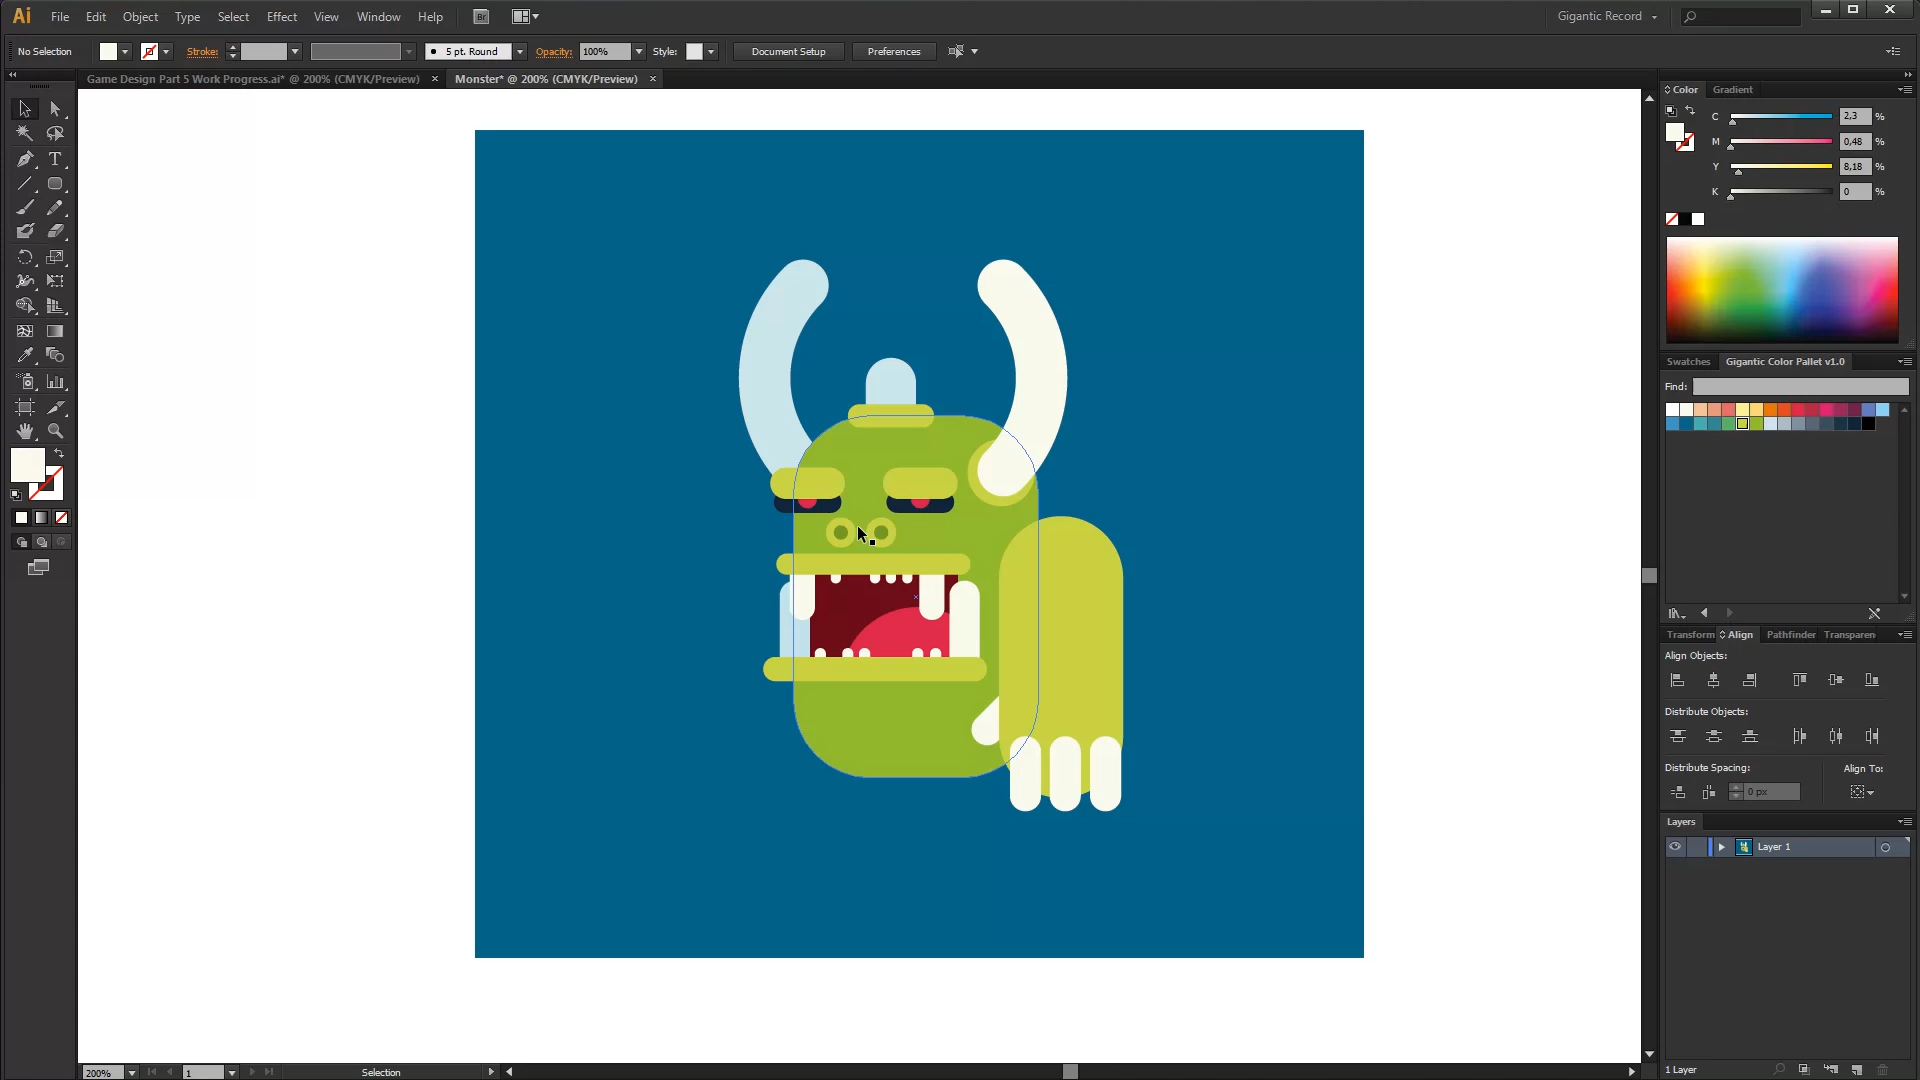 Ai File Edit Object Type Select Effect View Window Help Br Gigantic Record
No Selection Stroke: 5 pt. Round Opacity: 100% Style: Document Setup Preferences
Game Design Part 5 Work Progress.ai* @ 200% (CMYK/Preview) × Monster* @ 200% (CMYK/Preview) ×
Color Gradient
C 2,3 %
M 0,48 %
Y 8,18 %
K 0 %
Swatches Gigantic Color Pallet v1.0
Find:
Transform Align Pathfinder Transparen
Align Objects:
Distribute Objects:
Distribute Spacing: Align To:
0 px
Layers
Layer 1
1 Layer
200% 1 Selection